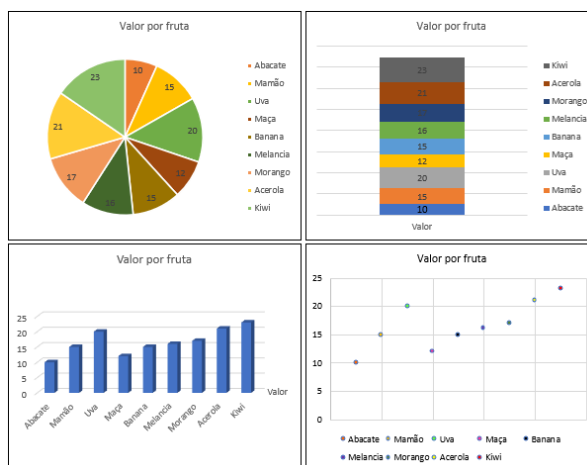 Valor por fruta
10
15
20
12
15
16
17
21
23
Abacate
Mamão
Uva
Maça
Banana
Melancia
Morango
Acerola
Kiwi
Valor por fruta
23
21
16
15
12
20
15
10
Valor
Kiwi
Acerola
Morango
Melancia
Banana
Maça
Uva
Mamão
Abacate
Valor por fruta
25
20
15
10
5
0
Abacate
Mamão
Uva
Maça
Banana
Melancia
Morango
Acerola
Kiwi
Valor
Valor por fruta
25
20
15
10
5
0
Abacate Mamão Uva Maça Banana
Melancia Morango Acerola Kiwi